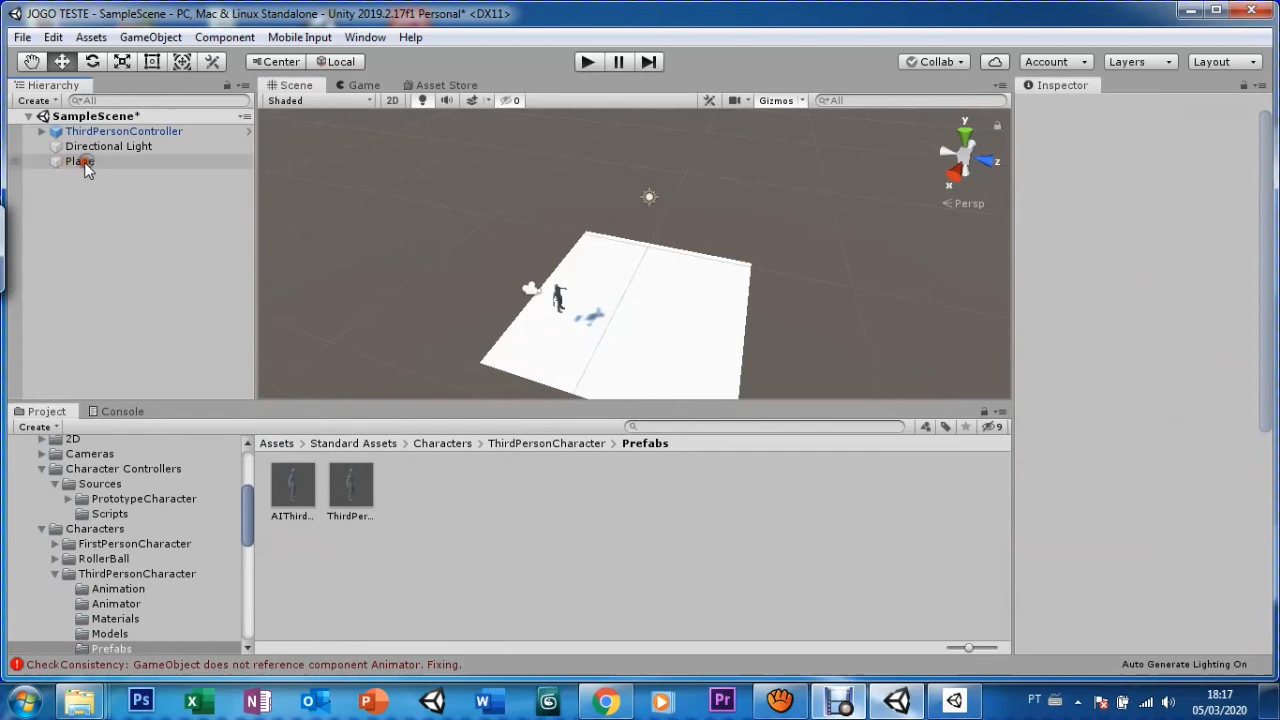 JOGO TESTE - SampleScene - PC, Mac & Linux Standalone - Unity 2019.2.17f1 Personal* <DX11>
File Edit Assets GameObject Component Mobile Input Window Help
Center Local Collab Account Layers Layout
Hierarchy Scene Game Asset Store Inspector
Create All Shaded 2D 0 Gizmos All
SampleScene*
ThirdPersonController
Directional Light
Plane
y
z
x
Persp
Project Console
Create 9
2D
Cameras
Character Controllers
Sources
PrototypeCharacter
Scripts
Characters
FirstPersonCharacter
RollerBall
ThirdPersonCharacter
Animation
Animator
Materials
Models
Prefabs
Assets Standard Assets Characters ThirdPersonCharacter Prefabs
AIThird... ThirdPer...
CheckConsistency: GameObject does not reference component Animator. Fixing.
Auto Generate Lighting On
Ps
Pr
PT
18:17
05/03/2020